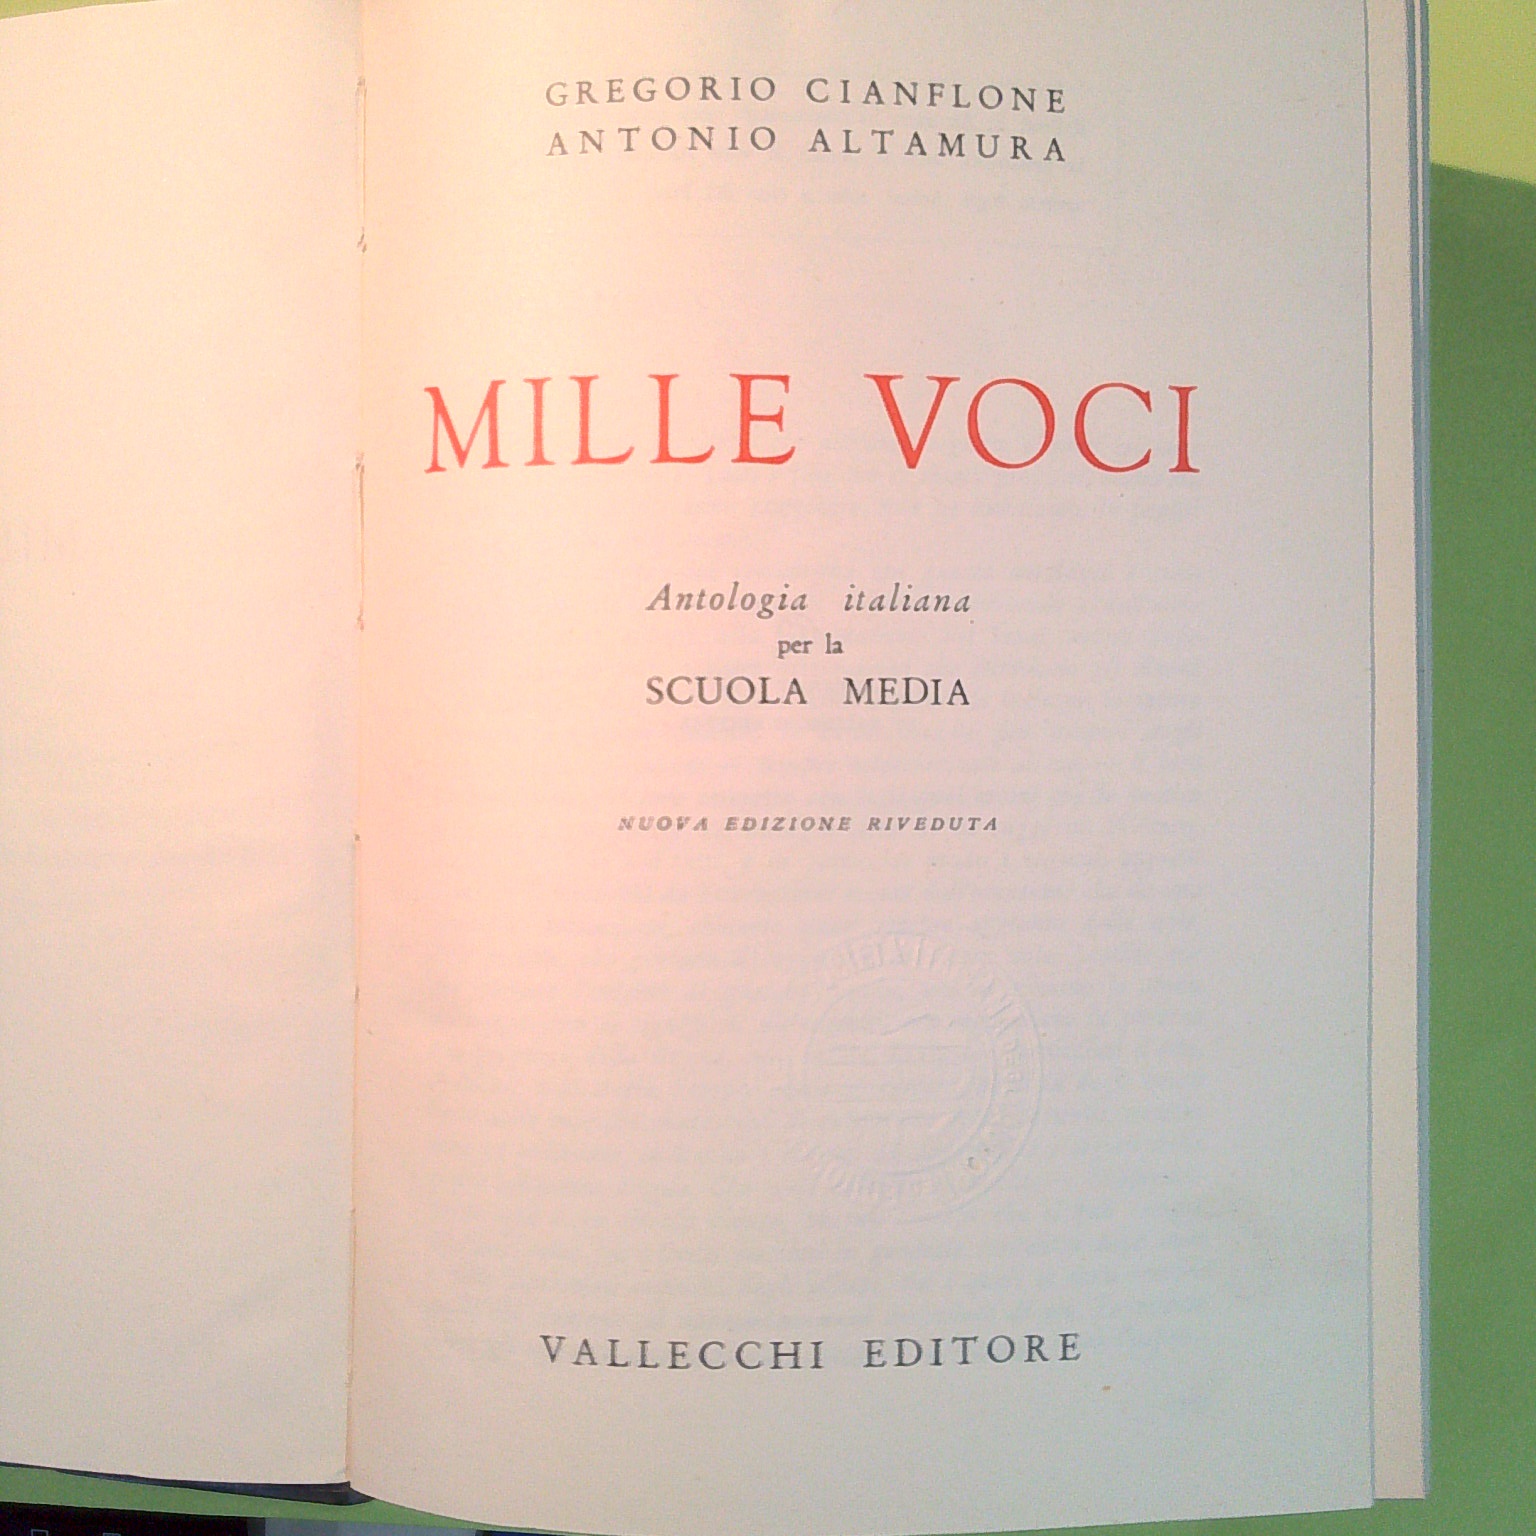 GREGORIO CIANFLONE
ANTONIO ALTAMURA
MILLE VOCI
Antologia italiana
per la
SCUOLA MEDIA
NUOVA EDIZIONE RIVEDUTA
VALLECCHI EDITORE